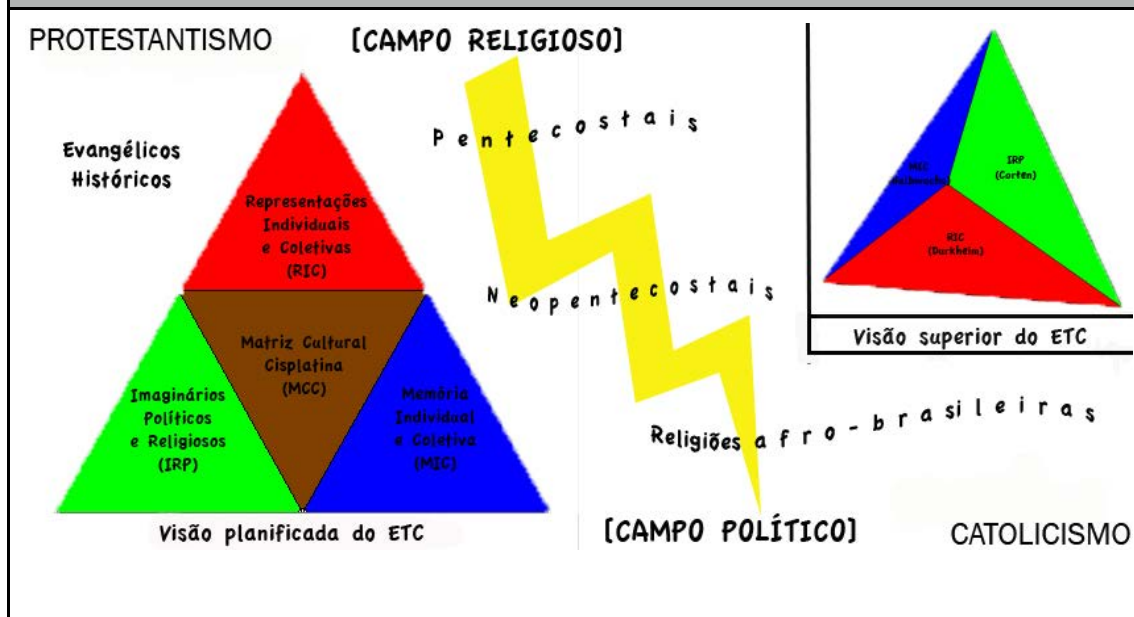 PROTESTANTISMO
[CAMPO RELIGIOSO]
Evangélicos
Históricos
Pentecostais
Representações
Individuais
e Coletivas
(RIC)
Neopentecostais
Matriz Cultural
Cisplatina
(MCC)
Imaginários
Políticos
e Religiosos
(IRP)
Memória
Individual
e Coletiva
(MIC)
Religiões afro-brasileiras
Visão planificada do ETC
[CAMPO POLÍTICO]
CATOLICISMO
MIC
IRP
(Corten)
RIC
(Durkheim)
Visão superior do ETC